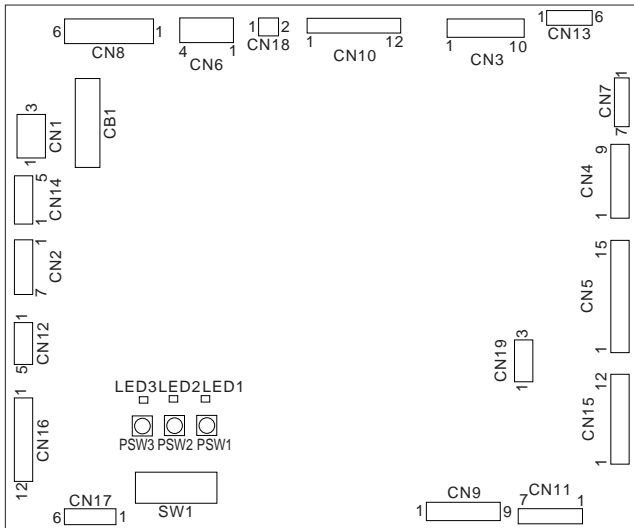 1 6
CN13
6 1
CN8
4 1
CN6
1 2
CN18
1 12
CN10
1 10
CN3
1
CN7
7
3
CN1
1
CB1
9
CN4
1
5
CN14
1
1
CN2
7
15
CN5
1
1
CN12
5
3
CN19
1
LED3 LED2 LED1
PSW3 PSW2 PSW1
12
CN15
1
1
CN16
12
SW1
CN17
6 1
CN9
1 9
CN11
7 1